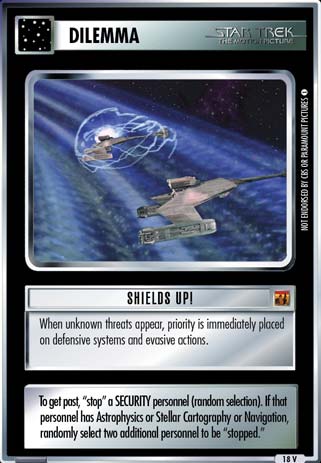 DILEMMA
STAR TREK
THE MOTION PICTURE
NOT ENDORSED BY CBS OR PARAMOUNT PICTURES
SHIELDS UP!
When unknown threats appear, priority is immediately placed
on defensive systems and evasive actions.
To get past, “stop” a SECURITY personnel (random selection). If that
personnel has Astrophysics or Stellar Cartography or Navigation,
randomly select two additional personnel to be “stopped.”
18 V